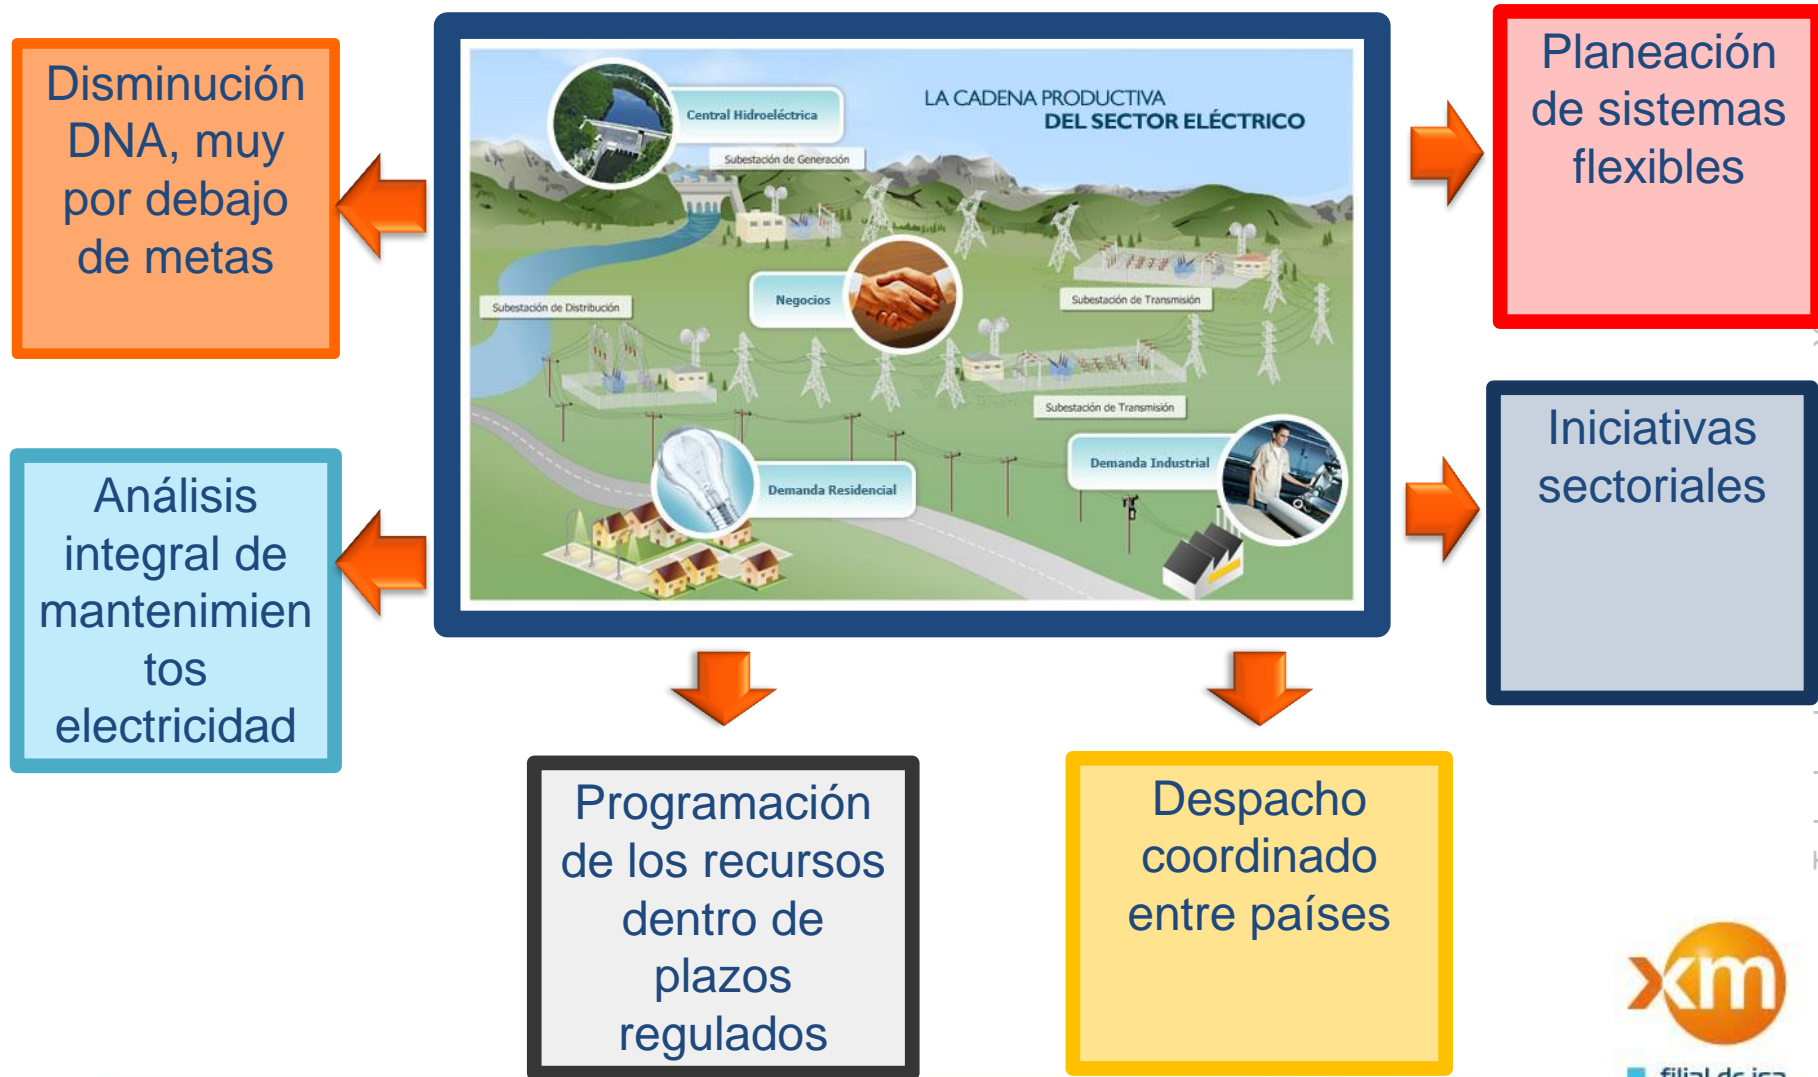 Disminución
DNA, muy
por debajo
de metas
Análisis
integral de
mantenimien
tos
electricidad
LA CADENA PRODUCTIVA
DEL SECTOR ELÉCTRICO
Central Hidroeléctrica
Subestación de Generación
Negocios
Subestación de Transmisión
Subestación de Distribución
Subestación de Transmisión
Demanda Industrial
Demanda Residencial
Planeación
de sistemas
flexibles
Iniciativas
sectoriales
Programación
de los recursos
dentro de
plazos
regulados
Despacho
coordinado
entre países
xm
filial de isa